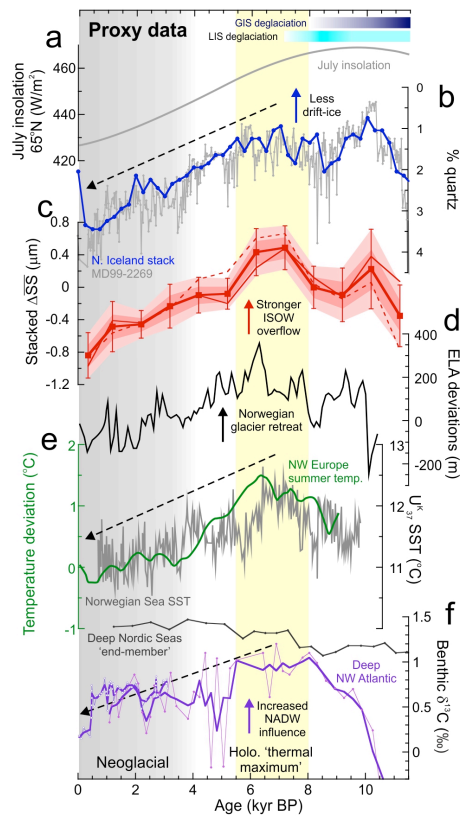 GIS deglaciation
Proxy data
LIS deglaciation
a
July insolation
65°N (W/m²)
460
440
420
July insolation
Less
drift-ice
b
% quartz
0
1
2
3
4
c
N. Iceland stack
MD99-2269
Stacked ΔSS (μm)
0.8
0.4
0
-0.4
-0.8
-1.2
Stronger
ISOW
overflow
d
ELA deviations (m)
400
200
0
-200
Norwegian
glacier retreat
e
Temperature deviation (°C)
2
1
0
-1
NW Europe
summer temp.
Norwegian Sea SST
13
12
11
U^K_37 SST (°C)
f
Deep Nordic Seas
'end-member'
Deep
NW Atlantic
Increased
NADW
influence
1.5
1
0.5
0
Benthic δ¹³C (‰)
Neoglacial
Holo. 'thermal
maximum'
0 2 4 6 8 10
Age (kyr BP)